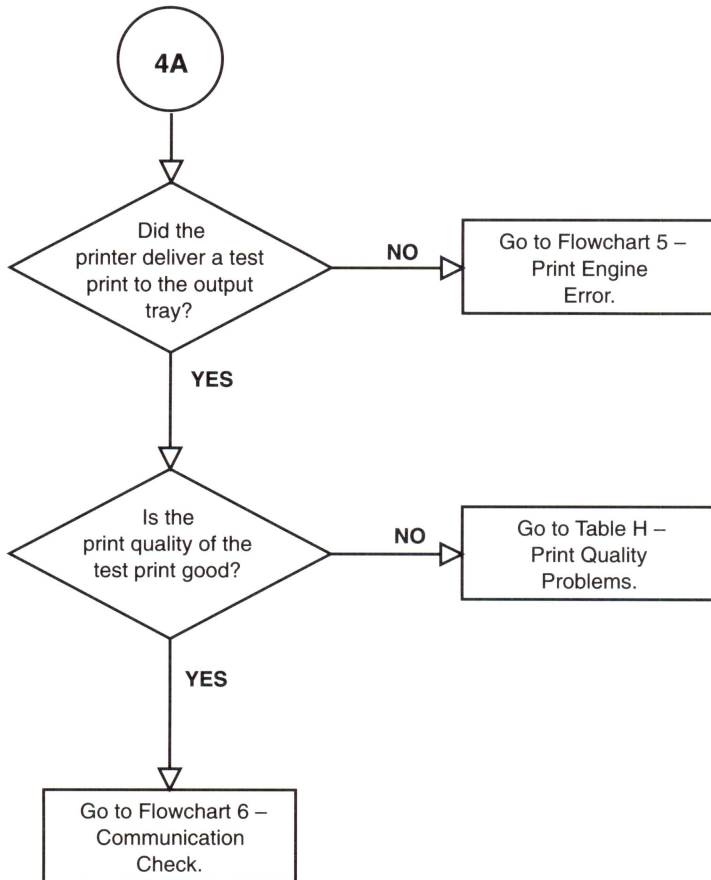 4A
Did the
printer deliver a test
print to the output
tray?
NO
Go to Flowchart 5 –
Print Engine
Error.
YES
Is the
print quality of the
test print good?
NO
Go to Table H –
Print Quality
Problems.
YES
Go to Flowchart 6 –
Communication
Check.